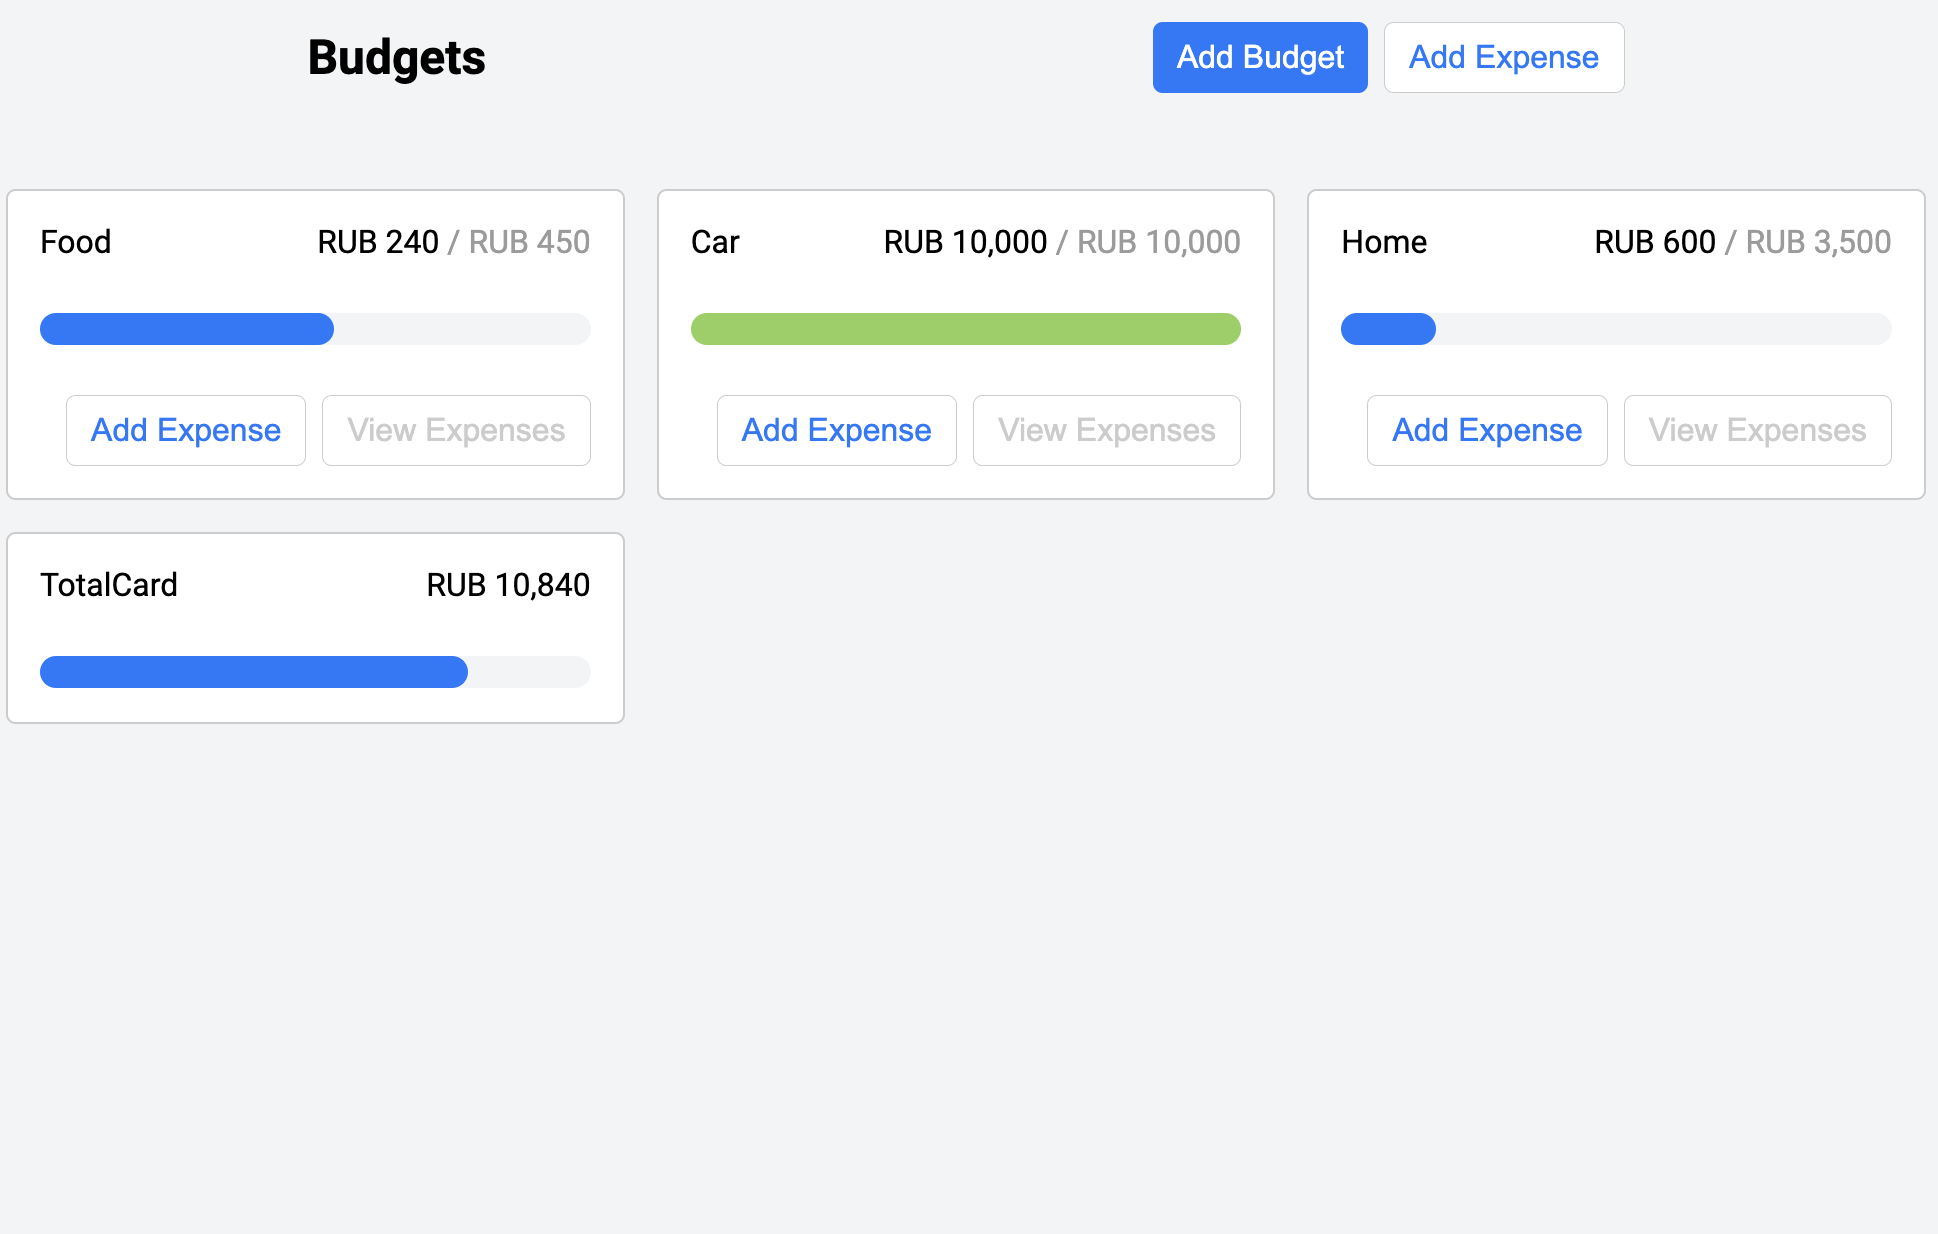 Budgets
Add Budget
Add Expense
Food
RUB 240 / RUB 450
Add Expense
View Expenses
Car
RUB 10,000 / RUB 10,000
Add Expense
View Expenses
Home
RUB 600 / RUB 3,500
Add Expense
View Expenses
TotalCard
RUB 10,840